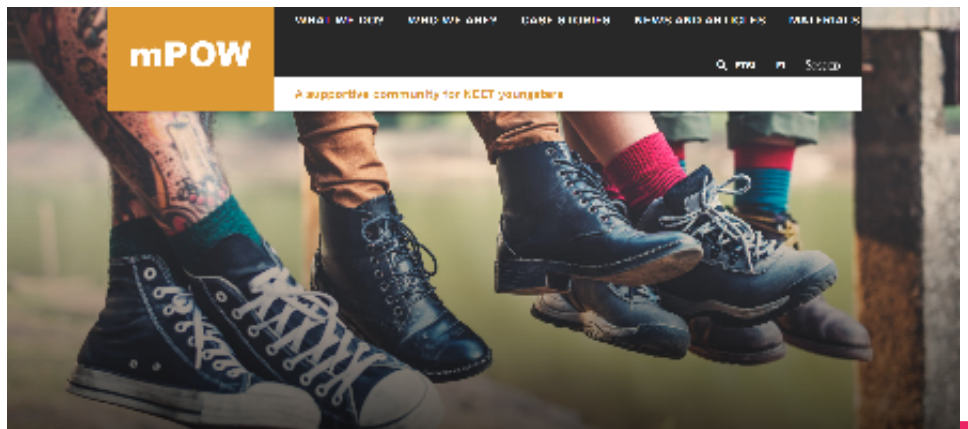 mPOW
WHAT WE DO?
WHO WE ARE?
CASE STORIES
NEWS AND ARTICLES
MATERIALS
A supportive community for NEET youngsters